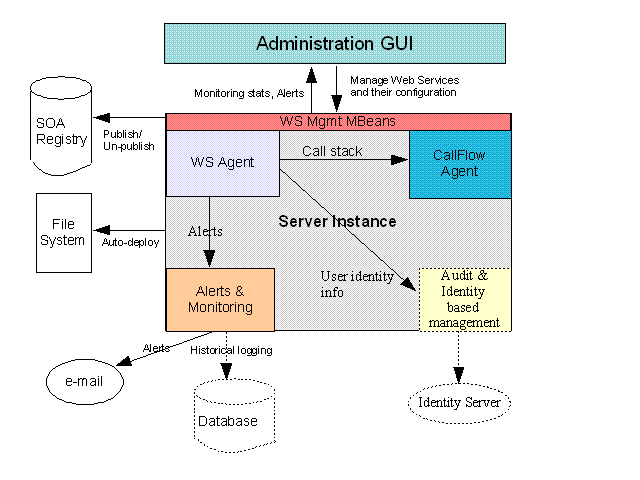 Administration GUI
Monitoring stats, Alerts
Manage Web Services
and their configuration
SOA
Registry
Publish/
Un-publish
WS Mgmt MBeans
WS Agent
Call stack
CallFlow
Agent
File
System
Auto-deploy
Server Instance
Alerts
User identity
info
Alerts &
Monitoring
Audit &
Identity
based
management
Alerts
Historical logging
e-mail
Database
Identity Server